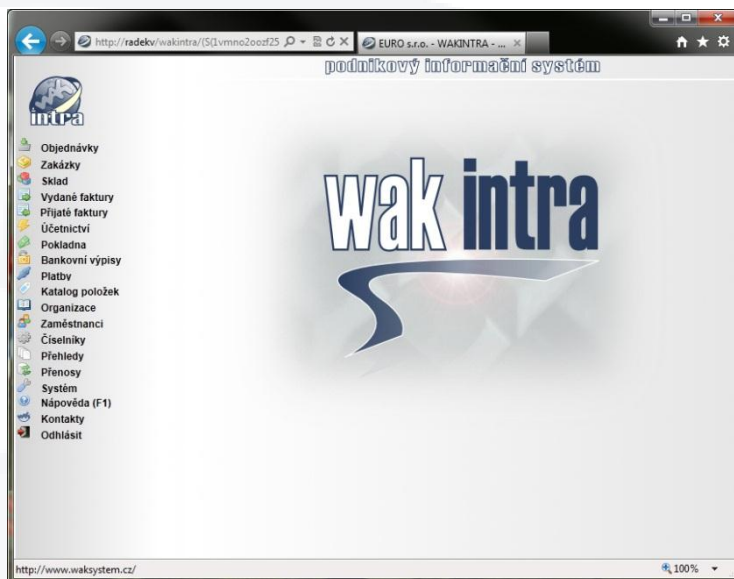 http://radekv/wakintra/(S(1vmno2oozf25
EURO s.r.o. - WAKINTRA - ...
podnikový informační systém
intra
Objednávky
Zakázky
Sklad
Vydané faktury
Přijaté faktury
Účetnictví
Pokladna
Bankovní výpisy
Platby
Katalog položek
Organizace
Zaměstnanci
Číselníky
Přehledy
Přenosy
Systém
Nápověda (F1)
Kontakty
Odhlásit
wak intra
http://www.waksystem.cz/
100%